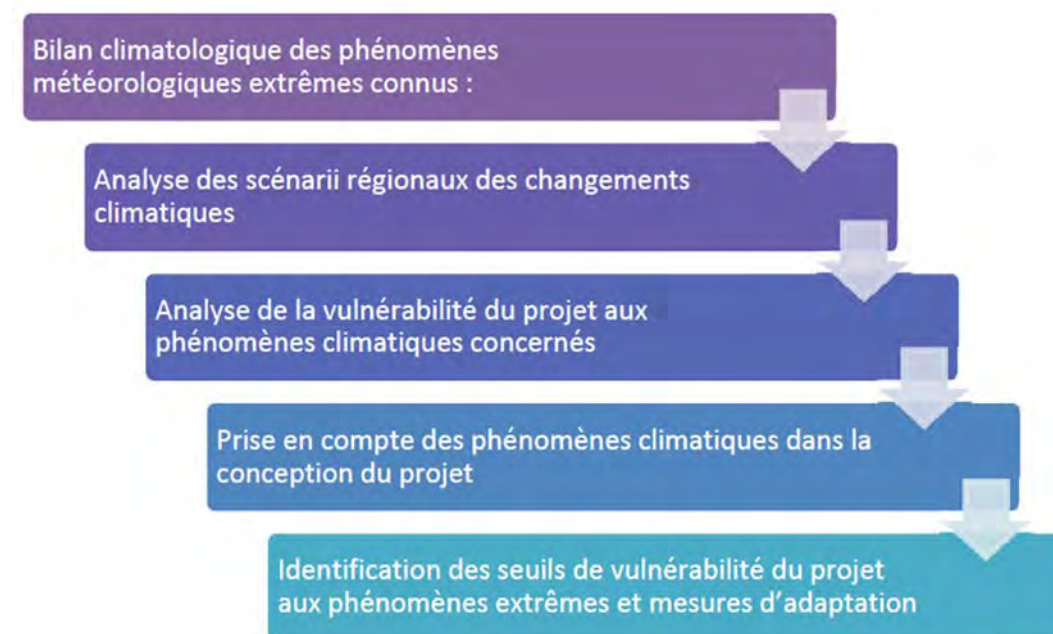 Bilan climatologique des phénomènes
météorologiques extrêmes connus :
Analyse des scénarii régionaux des changements
climatiques
Analyse de la vulnérabilité du projet aux
phénomènes climatiques concernés
Prise en compte des phénomènes climatiques dans la
conception du projet
Identification des seuils de vulnérabilité du projet
aux phénomènes extrêmes et mesures d’adaptation